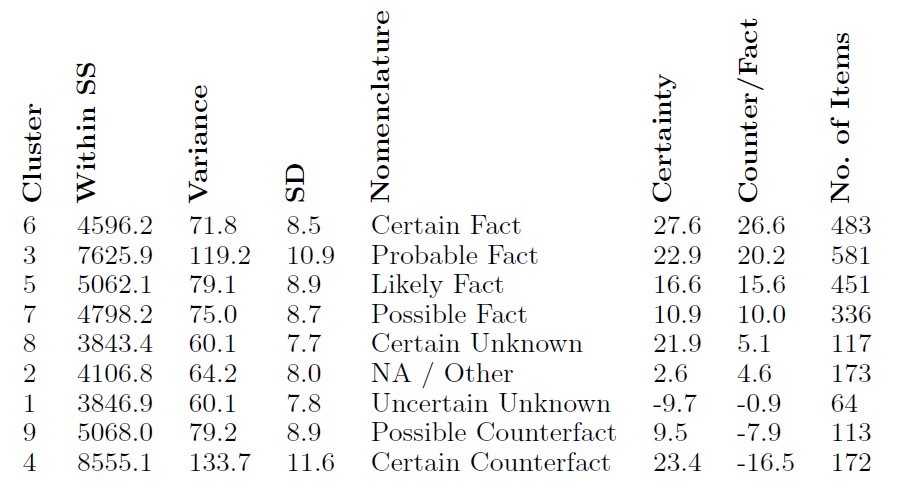 Cluster Within SS Variance SD Nomenclature Certainty Counter/Fact No. of Items
6 4596.2 71.8 8.5 Certain Fact 27.6 26.6 483
3 7625.9 119.2 10.9 Probable Fact 22.9 20.2 581
5 5062.1 79.1 8.9 Likely Fact 16.6 15.6 451
7 4798.2 75.0 8.7 Possible Fact 10.9 10.0 336
8 3843.4 60.1 7.7 Certain Unknown 21.9 5.1 117
2 4106.8 64.2 8.0 NA / Other 2.6 4.6 173
1 3846.9 60.1 7.8 Uncertain Unknown -9.7 -0.9 64
9 5068.0 79.2 8.9 Possible Counterfact 9.5 -7.9 113
4 8555.1 133.7 11.6 Certain Counterfact 23.4 -16.5 172